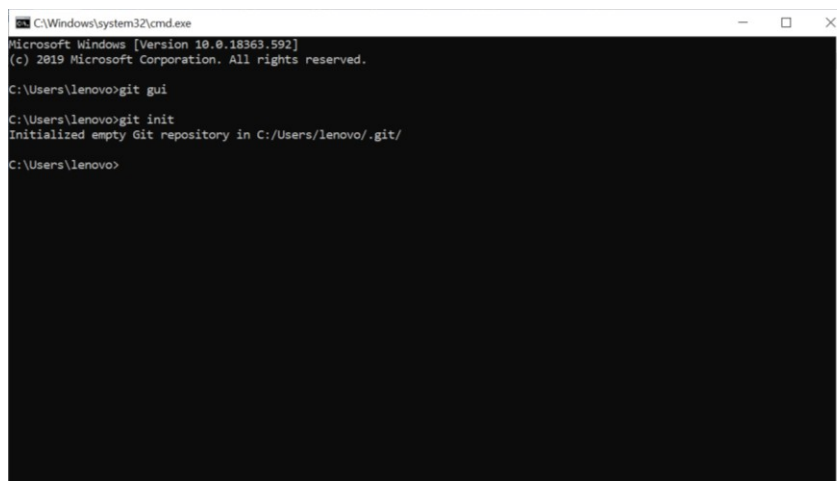 C:\Windows\system32\cmd.exe
Microsoft Windows [Version 10.0.18363.592]
(c) 2019 Microsoft Corporation. All rights reserved.
C:\Users\lenovo>git gui
C:\Users\lenovo>git init
Initialized empty Git repository in C:/Users/lenovo/.git/
C:\Users\lenovo>